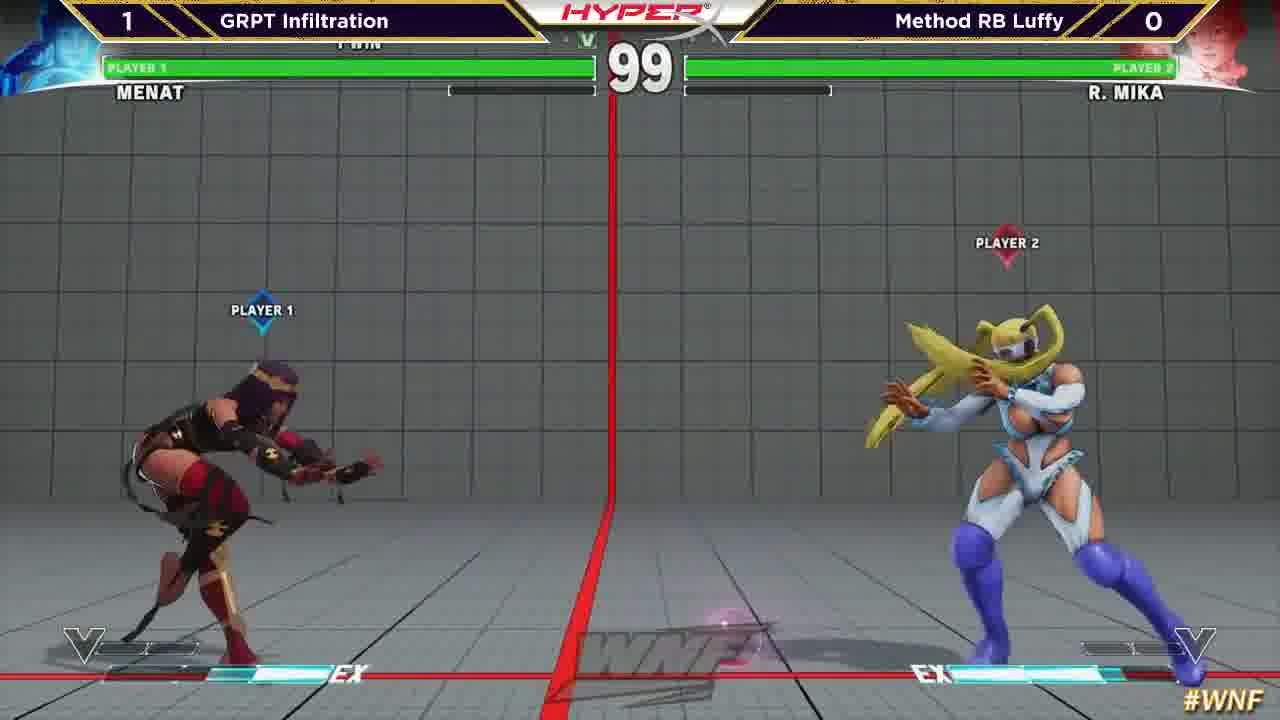 1 GRPT Infiltration HYPERX® Method RB Luffy 0
1 WIN V
PLAYER 1 99 PLAYER 2
MENAT R. MIKA
PLAYER 2
PLAYER 1
V V
EX EX
WNF
#WNF